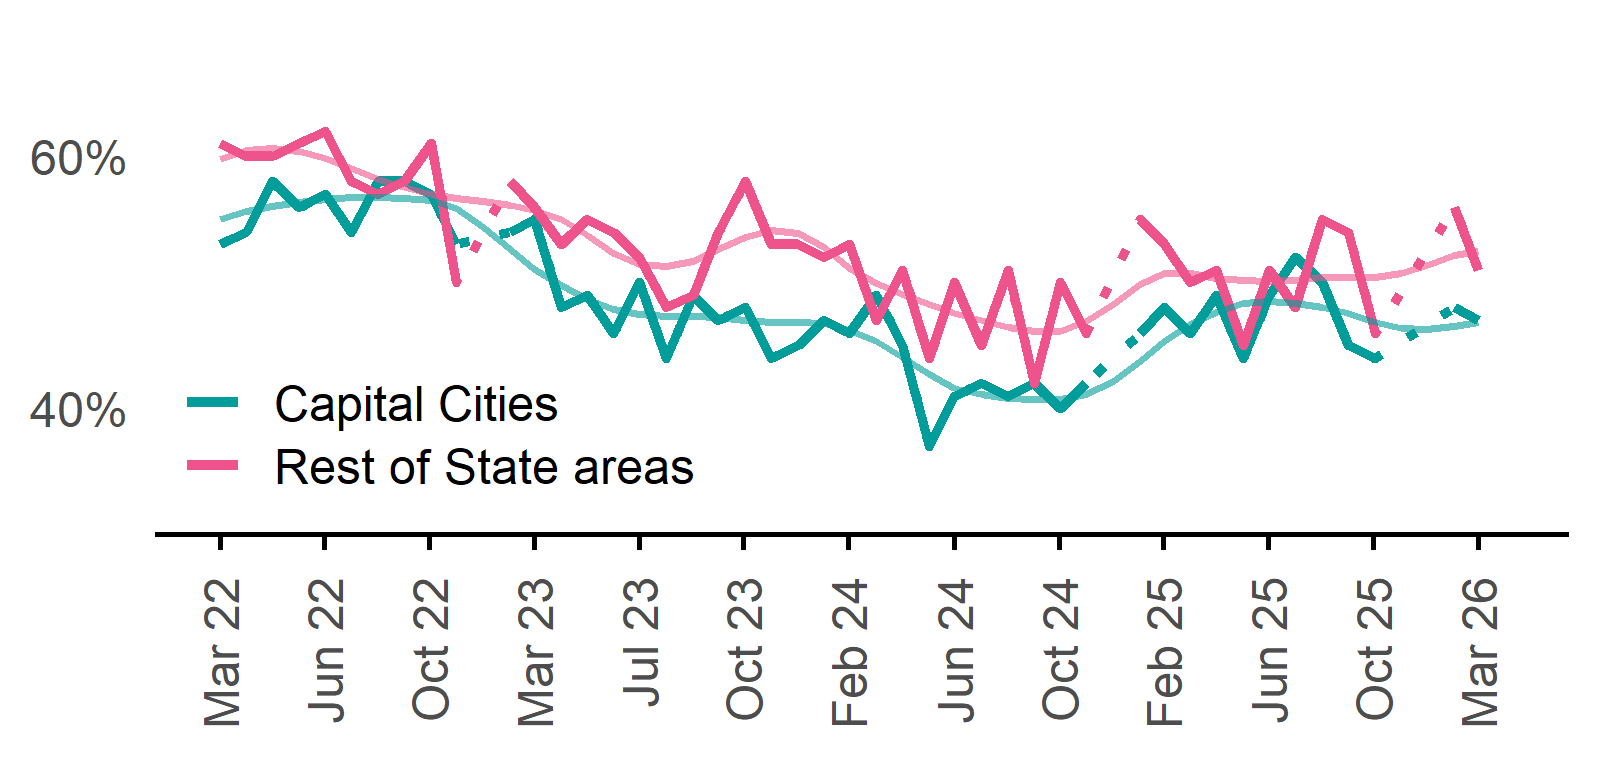 60%
40%
Capital Cities
Rest of State areas
Mar 22
Jun 22
Oct 22
Mar 23
Jul 23
Oct 23
Feb 24
Jun 24
Oct 24
Feb 25
Jun 25
Oct 25
Mar 26